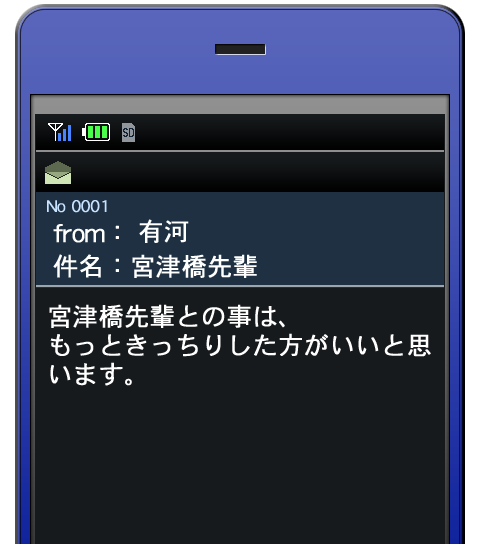 SD
No 0001
from： 有河
件名：宮津橋先輩
宮津橋先輩との事は、
もっときっちりした方がいいと思
います。